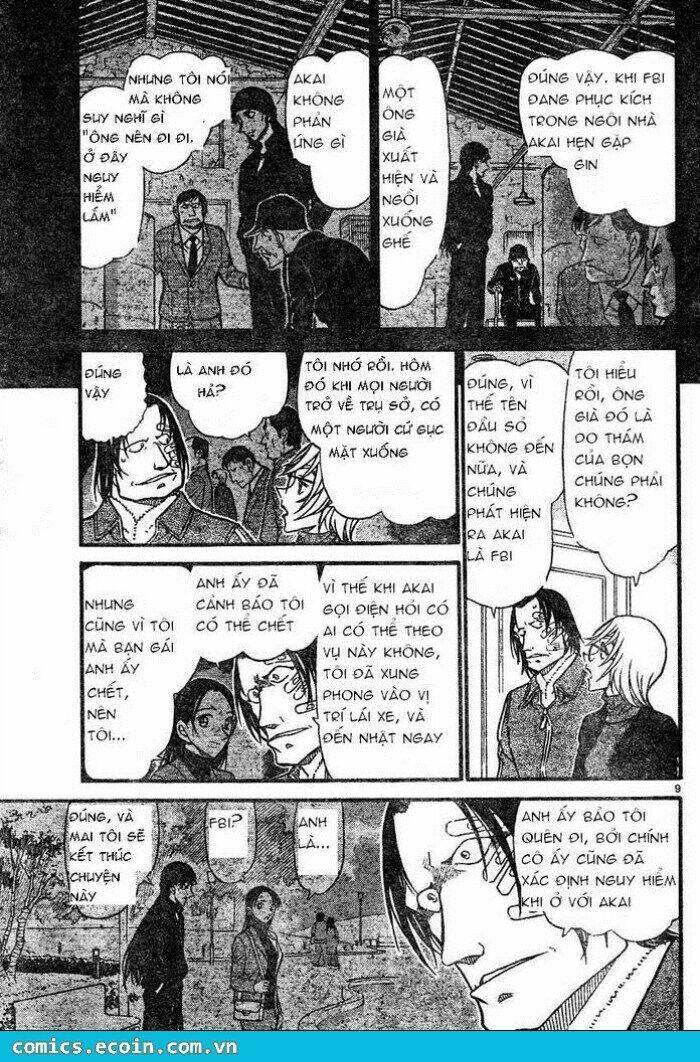 ĐÚNG VẬY. KHI FBI
ĐANG PHỤC KÍCH
TRONG NGÔI NHÀ
AKAI HẸN GẶP
GIN
MỘT
ÔNG
GIÀ
XUẤT
HIỆN VÀ
NGỒI
XUỐNG
GHẾ
AKAI
KHÔNG
PHẢN
ỨNG GÌ
NHƯNG TÔI NÓI
MÀ KHÔNG
SUY NGHĨ GÌ
"ÔNG NÊN ĐI ĐI.
Ở ĐÂY
NGUY
HIỂM
LẮM"
TÔI HIỂU
RỒI, ÔNG
GIÀ ĐÓ LÀ
DO THÁM
CỦA BỌN
CHÚNG PHẢI
KHÔNG?
ĐÚNG, VÌ
THẾ TÊN
ĐẦU SỎ
KHÔNG ĐẾN
NỮA, VÀ
CHÚNG
PHÁT HIỆN
RA AKAI
LÀ FBI
TÔI NHỚ RỒI. HÔM
ĐÓ KHI MỌI NGƯỜI
TRỞ VỀ TRỤ SỞ, CÓ
MỘT NGƯỜI CỨ GỤC
MẶT XUỐNG
LÀ ANH ĐÓ
HẢ?
ĐÚNG
VẬY
VÌ THẾ KHI AKAI
GỌI ĐIỆN HỎI CÓ
AI CÓ THỂ THEO
VỤ NÀY KHÔNG,
TÔI ĐÃ XUNG
PHONG VÀO VỊ
TRÍ LÁI XE, VÀ
ĐẾN NHẬT NGAY
ANH ẤY ĐÃ
CẢNH BÁO TÔI
CÓ THỂ CHẾT
NHƯNG
CŨNG VÌ TÔI
MÀ BẠN GÁI
ANH ẤY
CHẾT,
NÊN
TÔI...
9
ANH ẤY BẢO TÔI
QUÊN ĐI, BỞI CHÍNH
CÔ ẤY CŨNG ĐÃ
XÁC ĐỊNH NGUY HIỂM
KHI Ở VỚI AKAI
ANH
LÀ...
FBI?
ĐÚNG, VÀ
MAI TÔI SẼ
KẾT THÚC
CHUYỆN
NÀY
comics.ecoin.com.vn